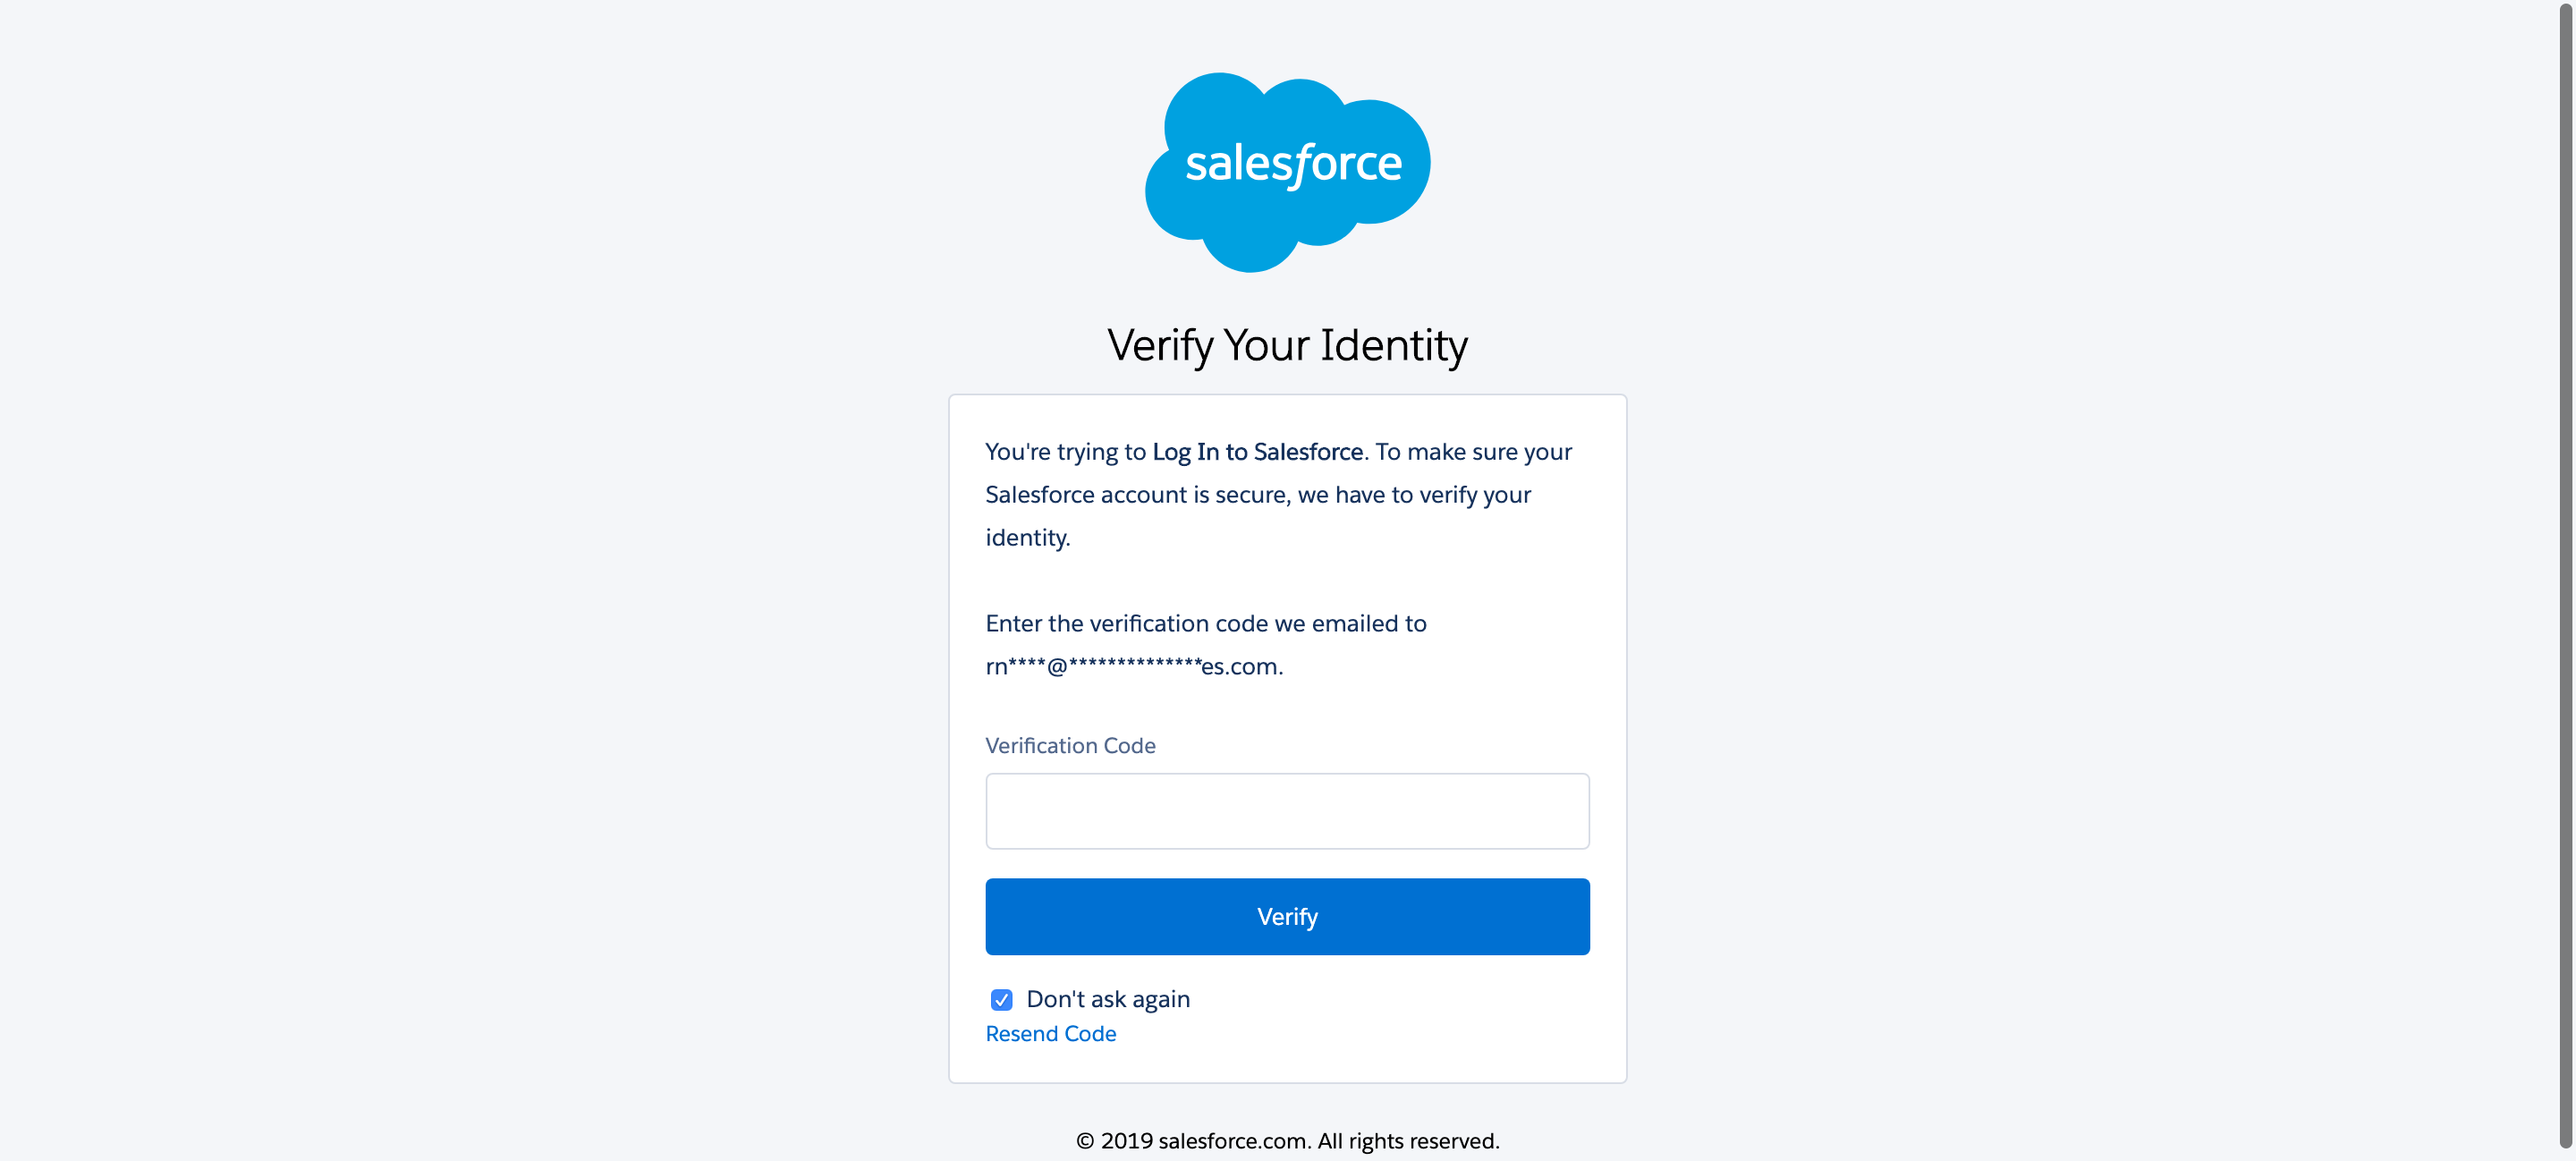 salesforce
Verify Your Identity
You're trying to Log In to Salesforce. To make sure your
Salesforce account is secure, we have to verify your
identity.
Enter the verification code we emailed to
rn****@**************es.com.
Verification Code
Verify
Don't ask again
Resend Code
© 2019 salesforce.com. All rights reserved.